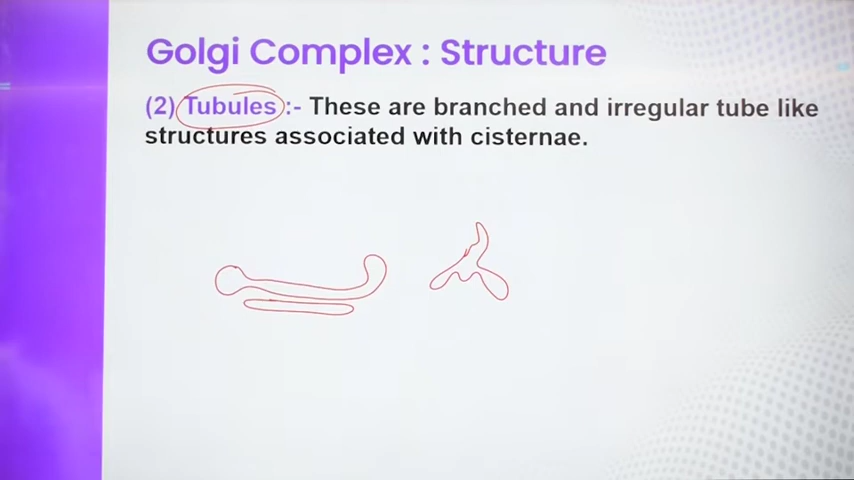 Golgi Complex : Structure
(2) Tubules :- These are branched and irregular tube like
structures associated with cisternae.